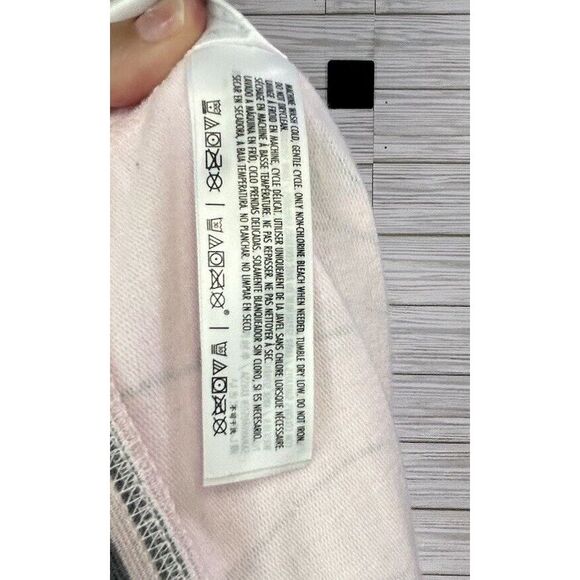 MACHINE WASH COLD, GENTLE CYCLE. ONLY NON-CHLORINE BLEACH WHEN NEEDED. TUMBLE DRY LOW. DO NOT IRON.
DO NOT DRYCLEAN.
LAVAGE À FROID EN MACHINE, CYCLE DÉLICAT. UTILISER UNIQUEMENT DE LA JAVEL SANS CHLORE LORSQUE NÉCESSAIRE.
SÉCHAGE EN MACHINE À BASSE TEMPÉRATURE. NE PAS REPASSER. NE PAS NETTOYER À SEC.
LAVADO A MÁQUINA EN FRÍO, CICLO PRENDAS DELICADAS. SOLAMENTE BLANQUEADOR SIN CLORO, SI ES NECESARIO.
SECAR EN SECADORA, A BAJA TEMPERATURA. NO PLANCHAR. NO LIMPIAR EN SECO.